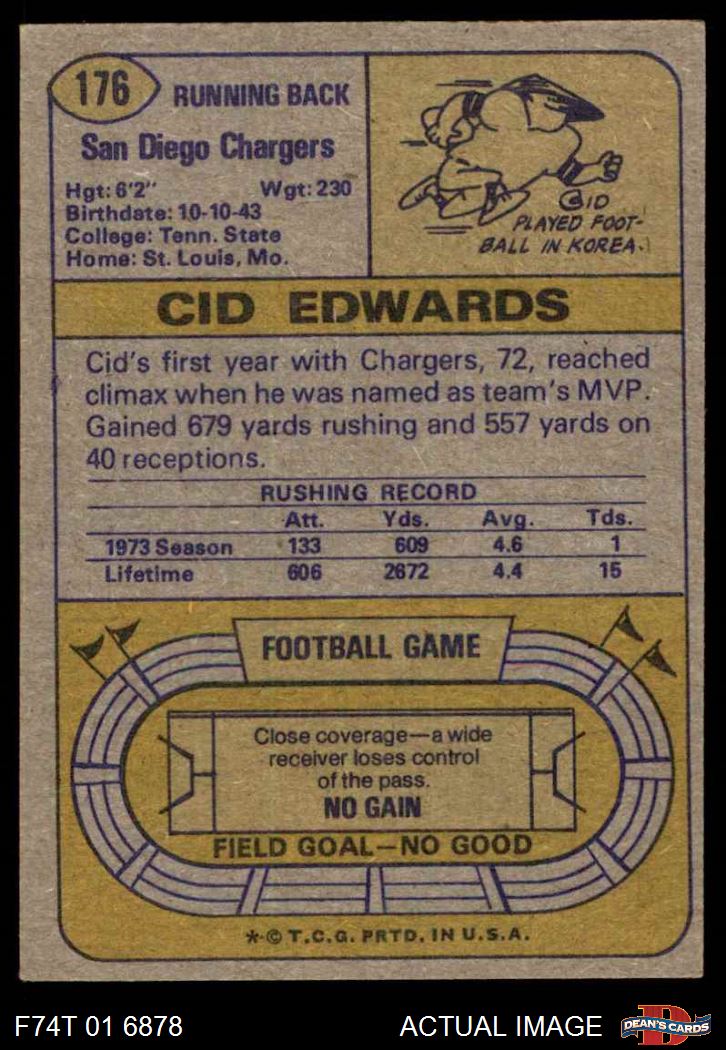 176
RUNNING BACK
San Diego Chargers
Hgt: 6'2" Wgt: 230
Birthdate: 10-10-43
College: Tenn. State
Home: St. Louis, Mo.
CID
PLAYED FOOT-
BALL IN KOREA.
CID EDWARDS
Cid's first year with Chargers, 72, reached
climax when he was named as team's MVP.
Gained 679 yards rushing and 557 yards on
40 receptions.
RUSHING RECORD
Att. Yds. Avg. Tds.
1973 Season 133 609 4.6 1
Lifetime 606 2672 4.4 15
FOOTBALL GAME
Close coverage—a wide
receiver loses control
of the pass.
NO GAIN
FIELD GOAL—NO GOOD
*©T.C.G. PRTD. IN U.S.A.
F74T 01 6878 ACTUAL IMAGE
D
DEAN'S CARDS